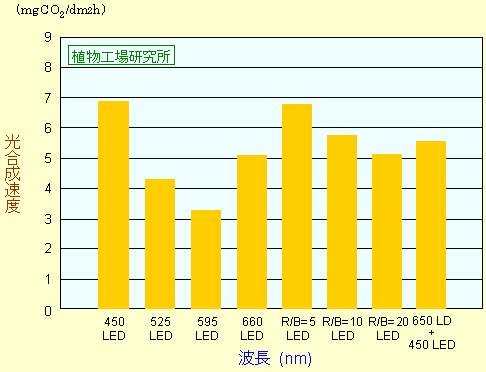 (mgCO2/dm2h)
9
植物工場研究所
8
7
6
5
4
3
2
1
0
光合成速度
450 LED
525 LED
595 LED
660 LED
R/B=5 LED
R/B=10 LED
R/B=20 LED
650 LD + 450 LED
波長 (nm)